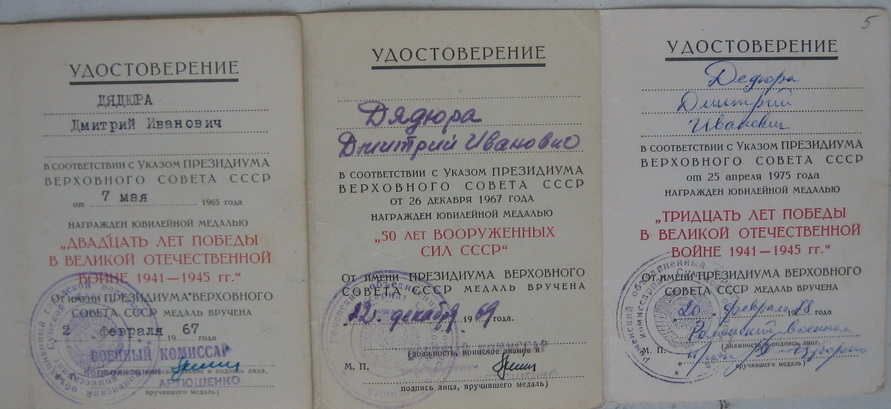 УДОСТОВЕРЕНИЕ
ДЯДЮРА
Дмитрий Иванович
В СООТВЕТСТВИИ С УКАЗОМ ПРЕЗИДИУМА
ВЕРХОВНОГО СОВЕТА СССР
от 7 мая 1965 года
НАГРАЖДЕН ЮБИЛЕЙНОЙ МЕДАЛЬЮ
„ДВАДЦАТЬ ЛЕТ ПОБЕДЫ
В ВЕЛИКОЙ ОТЕЧЕСТВЕННОЙ
ВОЙНЕ 1941—1945 гг.“
От имени ПРЕЗИДИУМА ВЕРХОВНОГО
СОВЕТА СССР МЕДАЛЬ ВРУЧЕНА
2 февраля 67
ВОЕННЫЙ КОМИССАР
АРТЮШЕНКО
УДОСТОВЕРЕНИЕ
Дядюра
Дмитрий Иванович
В СООТВЕТСТВИИ С УКАЗОМ ПРЕЗИДИУМА
ВЕРХОВНОГО СОВЕТА СССР
ОТ 26 ДЕКАБРЯ 1967 ГОДА
НАГРАЖДЕН ЮБИЛЕЙНОЙ МЕДАЛЬЮ
„50 ЛЕТ ВООРУЖЕННЫХ
СИЛ СССР“
От имени ПРЕЗИДИУМА ВЕРХОВНОГО
СОВЕТА СССР МЕДАЛЬ ВРУЧЕНА
22 декабря 1969 года.
(должность, воинское звание и
М. П.
подпись лица, вручившего медаль)
5
УДОСТОВЕРЕНИЕ
Дедюра
Дмитрий
Иванович
В СООТВЕТСТВИИ С УКАЗОМ ПРЕЗИДИУМА
ВЕРХОВНОГО СОВЕТА СССР
от 25 апреля 1975 года
НАГРАЖДЕН ЮБИЛЕЙНОЙ МЕДАЛЬЮ
„ТРИДЦАТЬ ЛЕТ ПОБЕДЫ
В ВЕЛИКОЙ ОТЕЧЕСТВЕННОЙ
ВОЙНЕ 1941—1945 гг.“
От имени ПРЕЗИДИУМА ВЕРХОВНОГО
СОВЕТА СССР МЕДАЛЬ ВРУЧЕНА
20 февраля
М. П.
вручившего медаль)